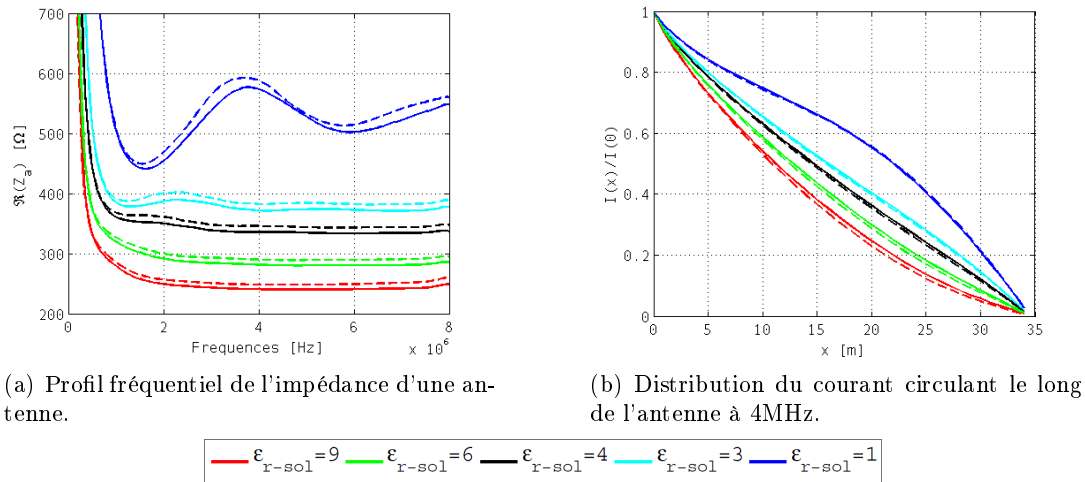 700
600
500
400
300
200
ℜ(Z_a) [Ω]
0 2 4 6 8
Frequences [Hz]
x 10^6
1
0.8
0.6
0.4
0.2
0
I(x)/I(0)
0 5 10 15 20 25 30 35
x [m]
(a) Profil fréquentiel de l'impédance d'une an-
tenne.
(b) Distribution du courant circulant le long
de l'antenne à 4MHz.
ε_r-sol=9 ε_r-sol=6 ε_r-sol=4 ε_r-sol=3 ε_r-sol=1